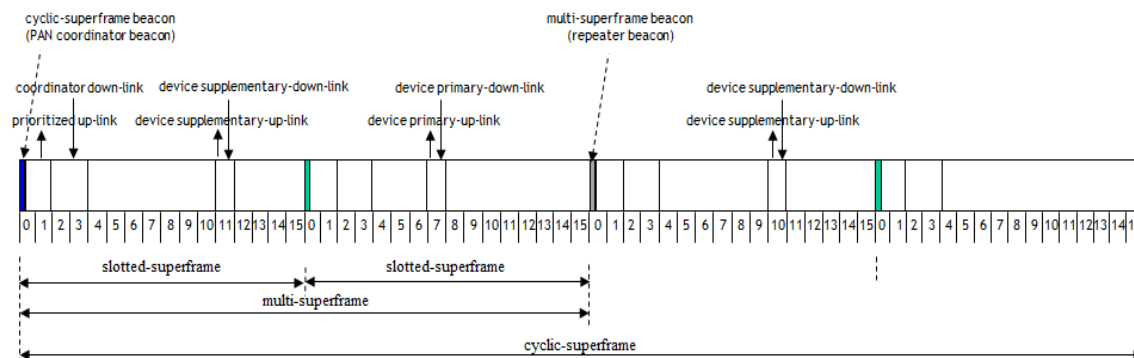 cyclic-superframe beacon
(PAN coordinator beacon)
multi-superframe beacon
(repeater beacon)
coordinator down-link
device supplementary-down-link
device primary-down-link
device supplementary-down-link
prioritized up-link
device supplementary-up-link
device primary-up-link
device supplementary-up-link
0 1 2 3 4 5 6 7 8 9 10 11 12 13 14 15 0 1 2 3 4 5 6 7 8 9 10 11 12 13 14 15 0 1 2 3 4 5 6 7 8 9 10 11 12 13 14 15 0 1 2 3 4 5 6 7 8 9 10 11 12 13 14
slotted-superframe
slotted-superframe
multi-superframe
cyclic-superframe